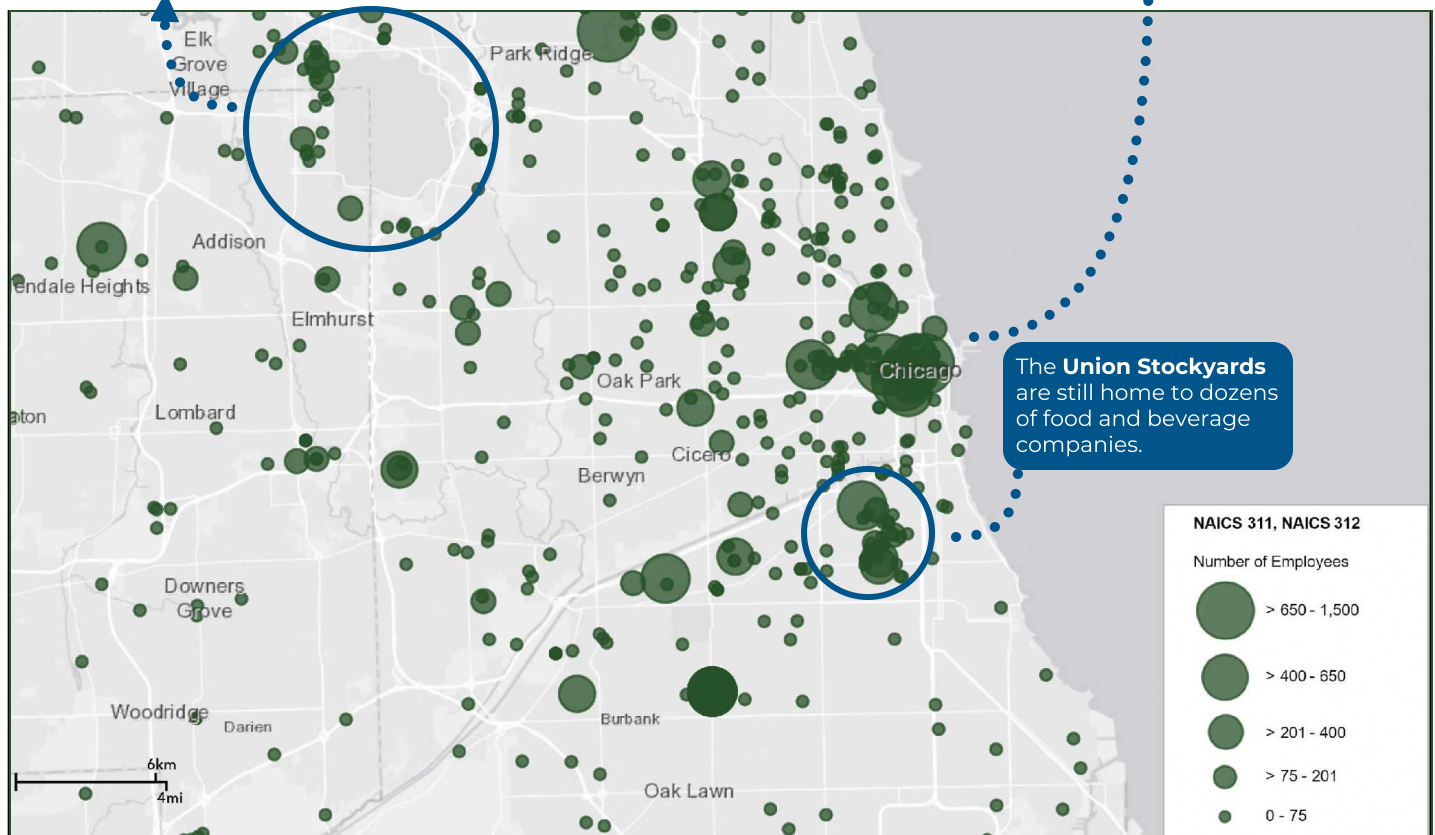 Elk
Grove
Village
Park Ridge
Addison
endale Heights
Elmhurst
Chicago
Oak Park
Lombard
Cicero
Berwyn
Downers
Grove
Woodridge
Darien
Burbank
Oak Lawn
6km
4mi
The Union Stockyards
are still home to dozens
of food and beverage
companies.
NAICS 311, NAICS 312
Number of Employees
> 650 - 1,500
> 400 - 650
> 201 - 400
> 75 - 201
0 - 75